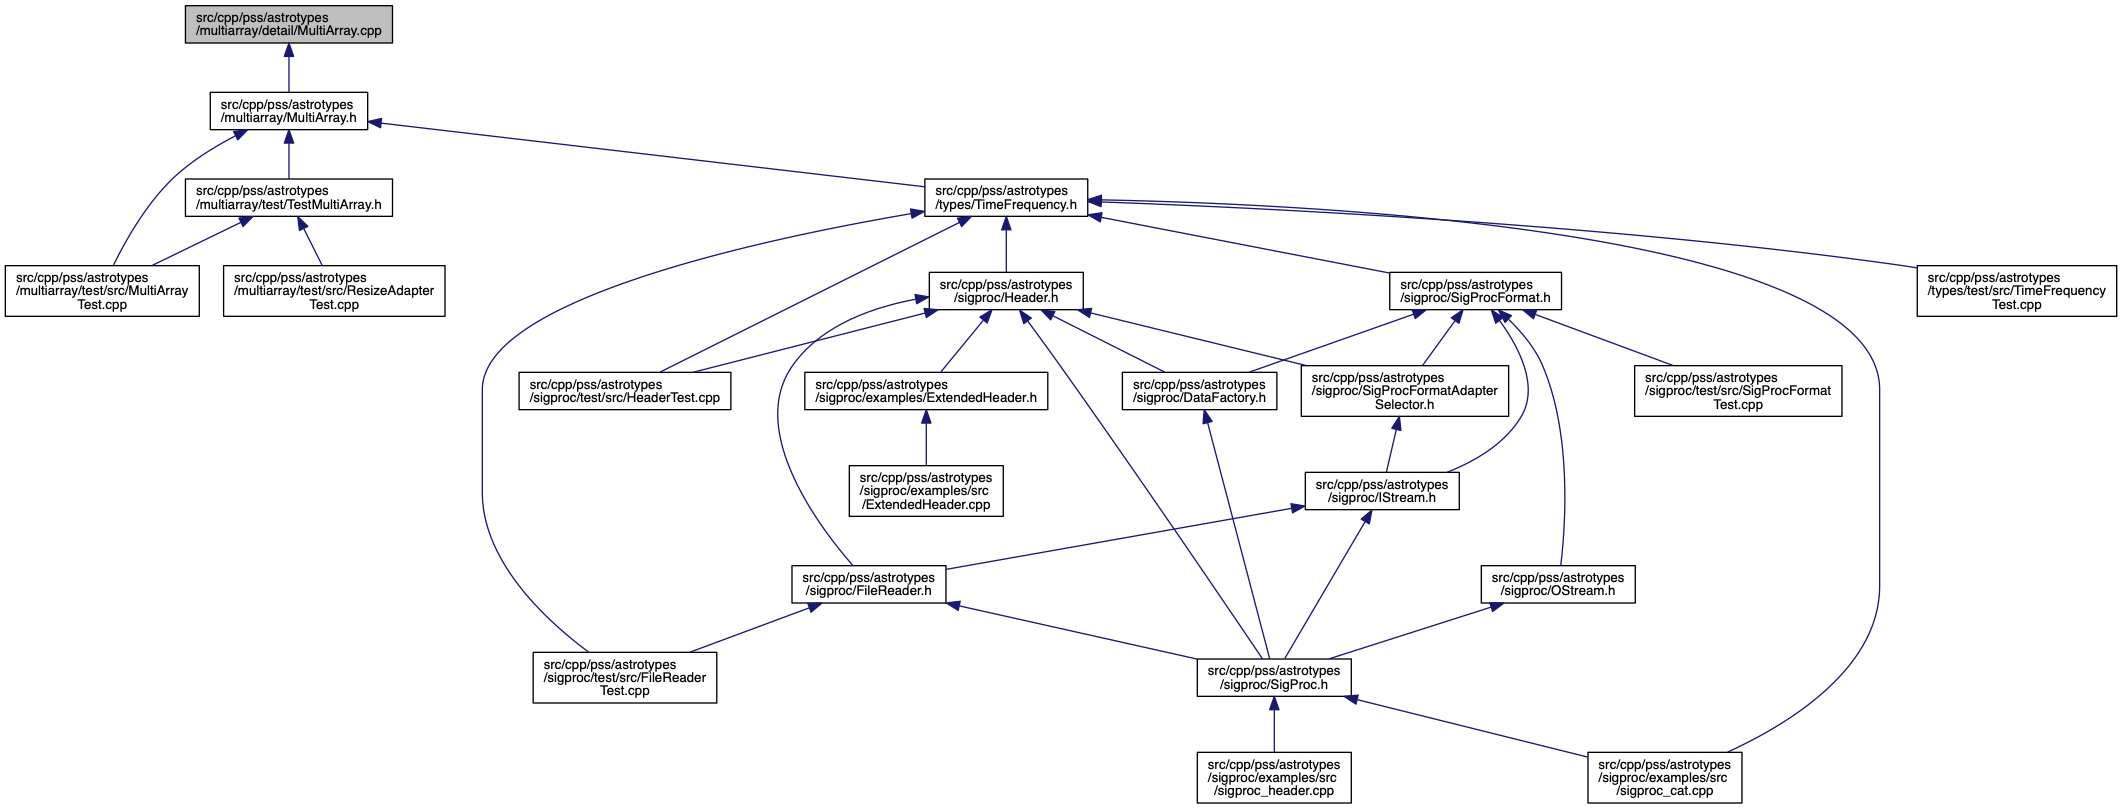 src/cpp/pss/astrotypes
/multiarray/detail/MultiArray.cpp
src/cpp/pss/astrotypes
/multiarray/MultiArray.h
src/cpp/pss/astrotypes
/multiarray/test/TestMultiArray.h
src/cpp/pss/astrotypes
/types/TimeFrequency.h
src/cpp/pss/astrotypes
/multiarray/test/src/MultiArray
Test.cpp
src/cpp/pss/astrotypes
/multiarray/test/src/ResizeAdapter
Test.cpp
src/cpp/pss/astrotypes
/sigproc/Header.h
src/cpp/pss/astrotypes
/sigproc/SigProcFormat.h
src/cpp/pss/astrotypes
/types/test/src/TimeFrequency
Test.cpp
src/cpp/pss/astrotypes
/sigproc/test/src/HeaderTest.cpp
src/cpp/pss/astrotypes
/sigproc/examples/ExtendedHeader.h
src/cpp/pss/astrotypes
/sigproc/DataFactory.h
src/cpp/pss/astrotypes
/sigproc/SigProcFormatAdapter
Selector.h
src/cpp/pss/astrotypes
/sigproc/test/src/SigProcFormat
Test.cpp
src/cpp/pss/astrotypes
/sigproc/examples/src
/ExtendedHeader.cpp
src/cpp/pss/astrotypes
/sigproc/IStream.h
src/cpp/pss/astrotypes
/sigproc/FileReader.h
src/cpp/pss/astrotypes
/sigproc/OStream.h
src/cpp/pss/astrotypes
/sigproc/test/src/FileReader
Test.cpp
src/cpp/pss/astrotypes
/sigproc/SigProc.h
src/cpp/pss/astrotypes
/sigproc/examples/src
/sigproc_header.cpp
src/cpp/pss/astrotypes
/sigproc/examples/src
/sigproc_cat.cpp